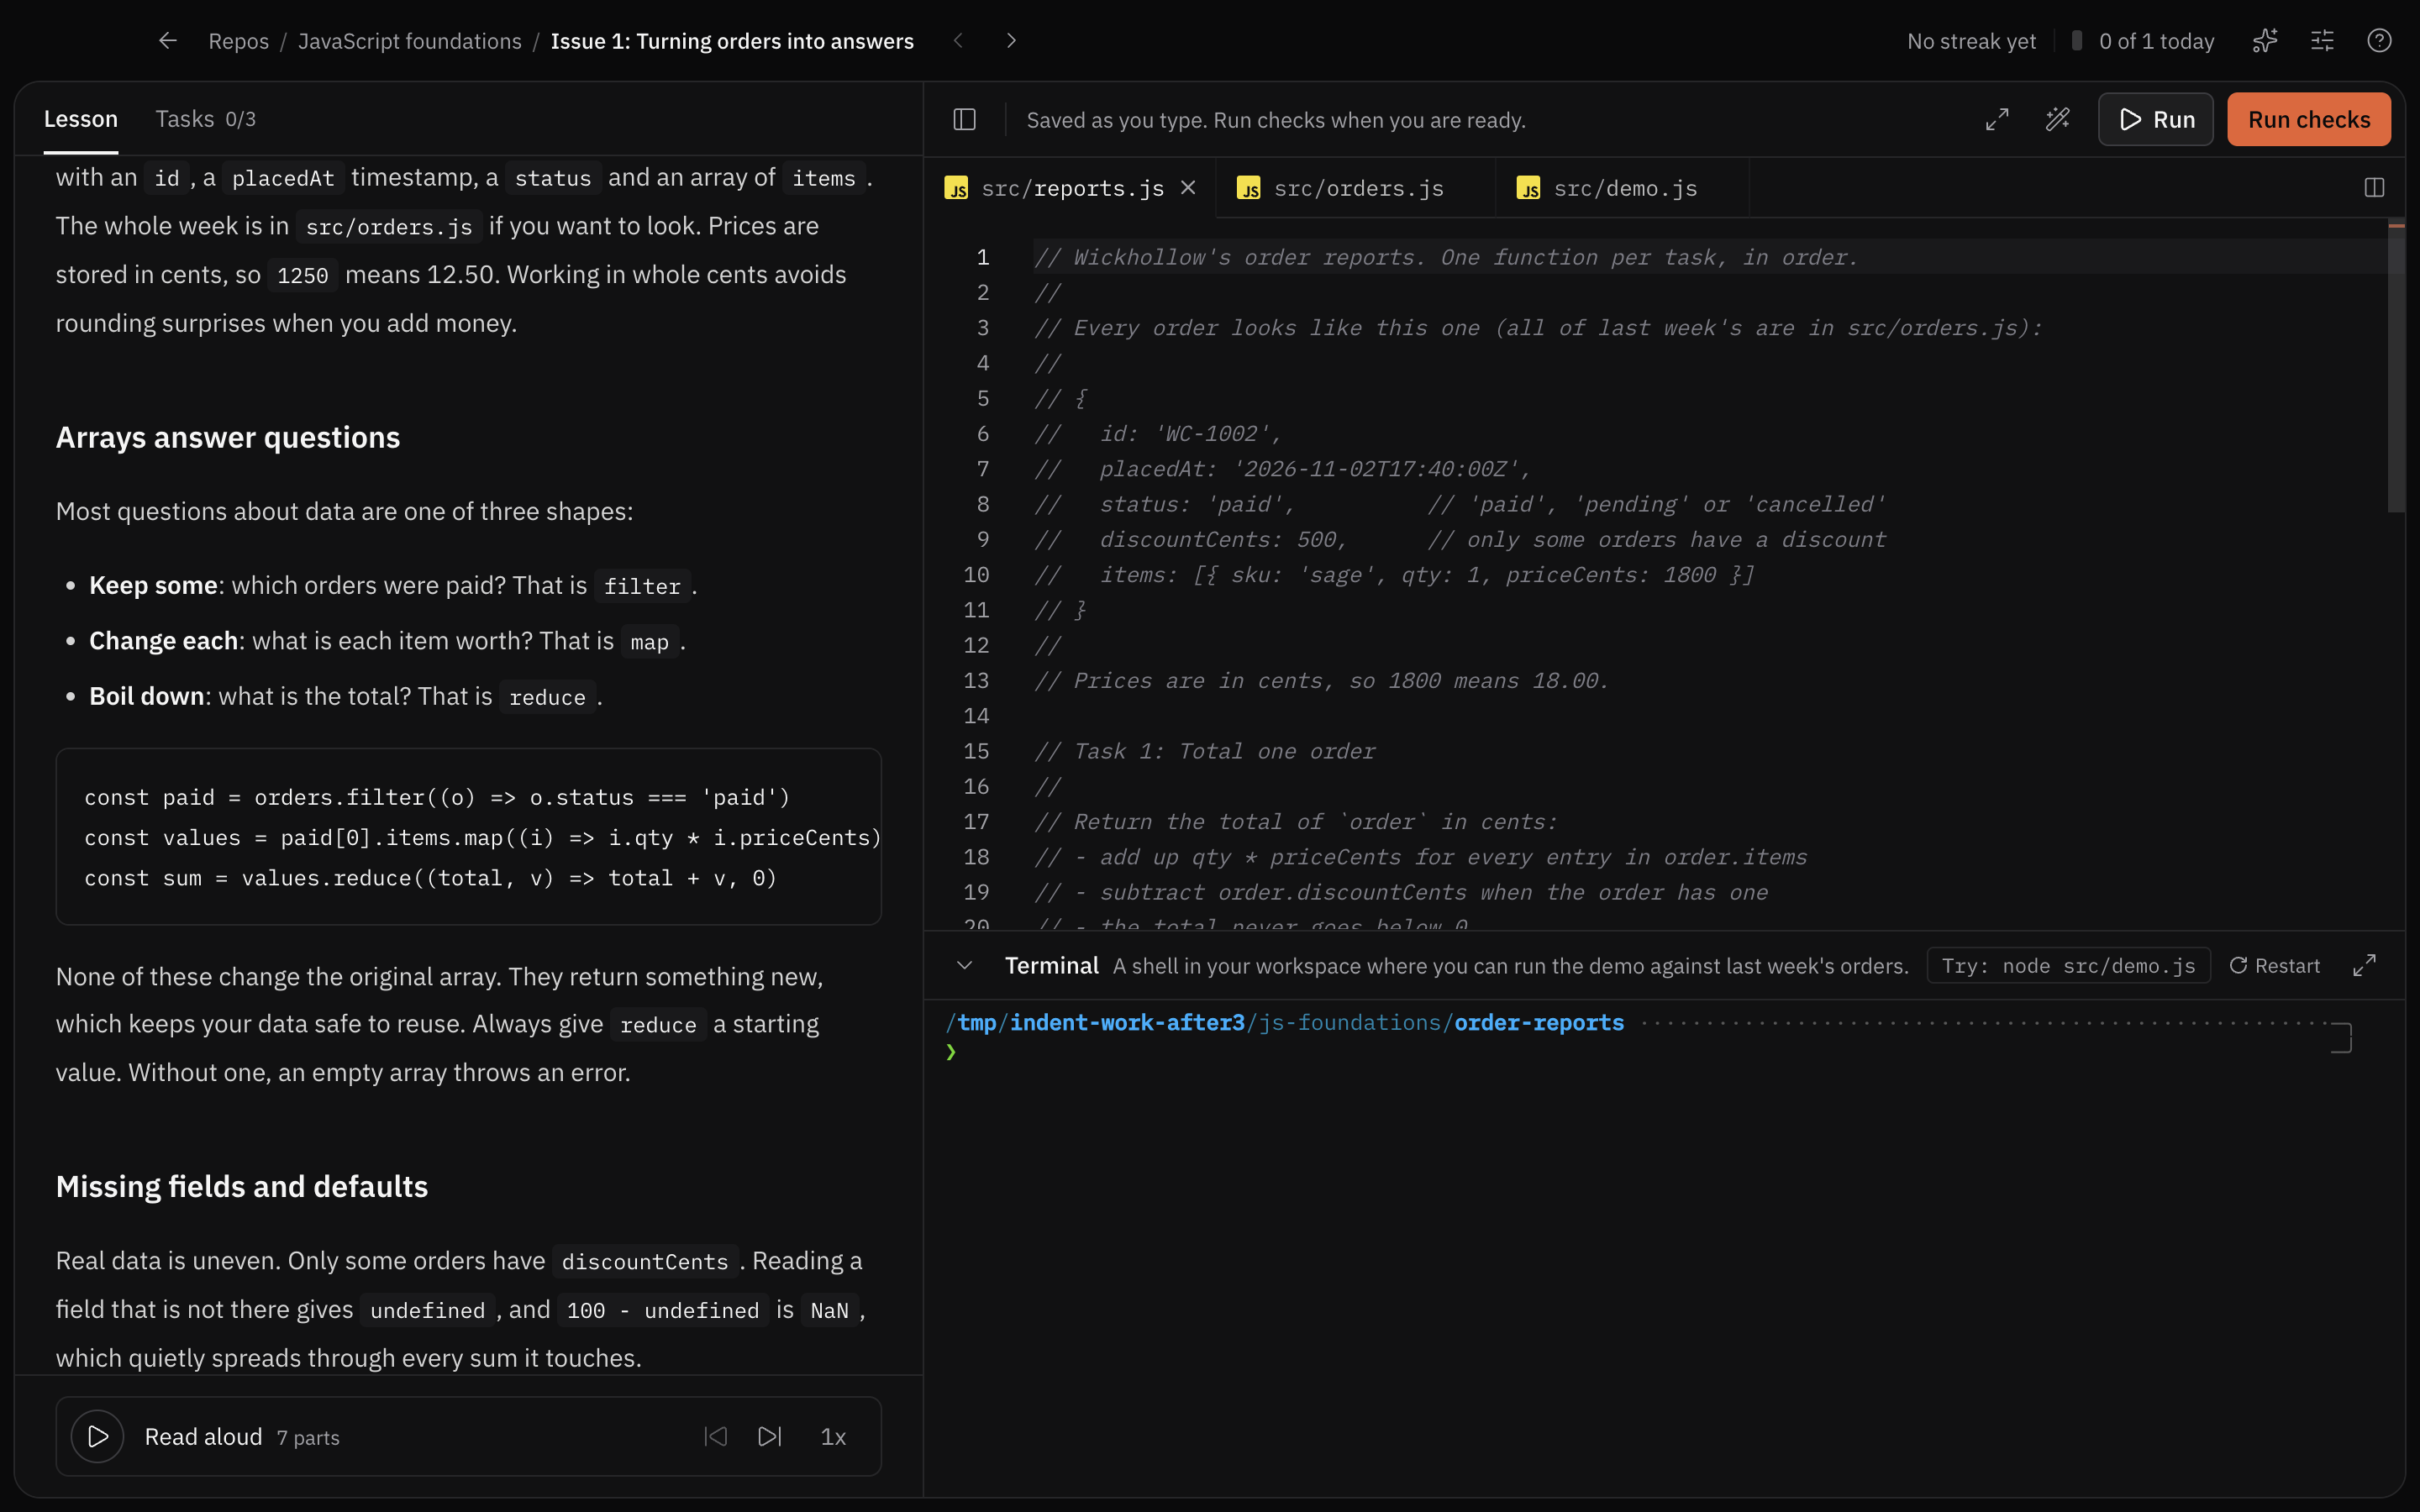 Repos / JavaScript foundations / Issue 1: Turning orders into answers
No streak yet
0 of 1 today
Lesson
Tasks 0/3
with an id, a placedAt timestamp, a status and an array of items.
The whole week is in src/orders.js if you want to look. Prices are
stored in cents, so 1250 means 12.50. Working in whole cents avoids
rounding surprises when you add money.
Arrays answer questions
Most questions about data are one of three shapes:
• Keep some: which orders were paid? That is filter.
• Change each: what is each item worth? That is map.
• Boil down: what is the total? That is reduce.
const paid = orders.filter((o) => o.status === 'paid')
const values = paid[0].items.map((i) => i.qty * i.priceCents)
const sum = values.reduce((total, v) => total + v, 0)
None of these change the original array. They return something new,
which keeps your data safe to reuse. Always give reduce a starting
value. Without one, an empty array throws an error.
Missing fields and defaults
Real data is uneven. Only some orders have discountCents. Reading a
field that is not there gives undefined, and 100 - undefined is NaN,
which quietly spreads through every sum it touches.
Read aloud 7 parts
1x
Saved as you type. Run checks when you are ready.
Run
Run checks
JS src/reports.js
JS src/orders.js
JS src/demo.js
1 // Wickhollow's order reports. One function per task, in order.
2 //
3 // Every order looks like this one (all of last week's are in src/orders.js):
4 //
5 // {
6 //   id: 'WC-1002',
7 //   placedAt: '2026-11-02T17:40:00Z',
8 //   status: 'paid',          // 'paid', 'pending' or 'cancelled'
9 //   discountCents: 500,      // only some orders have a discount
10 //   items: [{ sku: 'sage', qty: 1, priceCents: 1800 }]
11 // }
12 //
13 // Prices are in cents, so 1800 means 18.00.
14
15 // Task 1: Total one order
16 //
17 // Return the total of `order` in cents:
18 // - add up qty * priceCents for every entry in order.items
19 // - subtract order.discountCents when the order has one
20 // - the total never goes below 0
Terminal A shell in your workspace where you can run the demo against last week's orders.
Try: node src/demo.js
Restart
/tmp/indent-work-after3/js-foundations/order-reports
❯